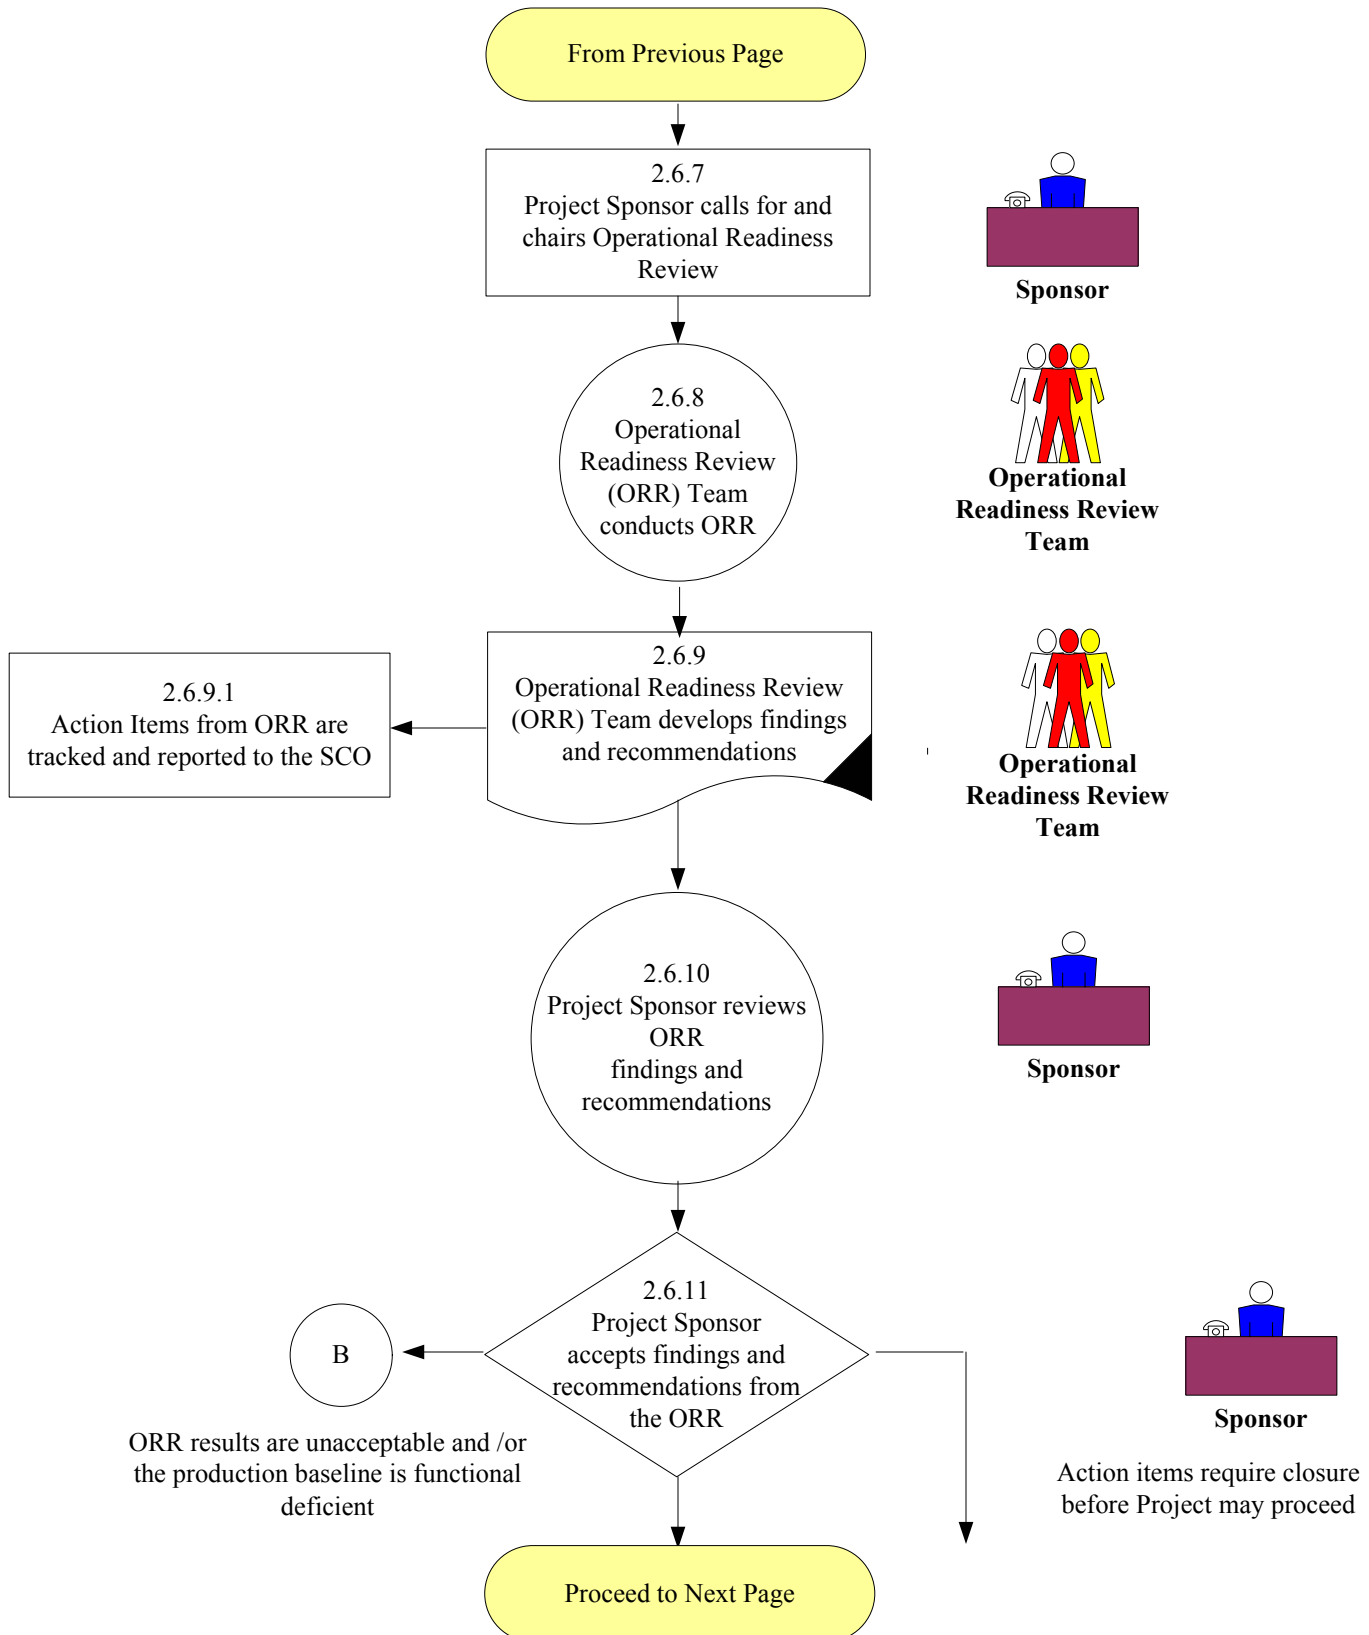 From Previous Page
2.6.7
Project Sponsor calls for and
chairs Operational Readiness
Review
Sponsor
2.6.8
Operational
Readiness Review
(ORR) Team
conducts ORR
Operational
Readiness Review
Team
2.6.9
Operational Readiness Review
(ORR) Team develops findings
and recommendations
2.6.9.1
Action Items from ORR are
tracked and reported to the SCO
Operational
Readiness Review
Team
2.6.10
Project Sponsor reviews
ORR
findings and
recommendations
Sponsor
2.6.11
Project Sponsor
accepts findings and
recommendations from
the ORR
B
ORR results are unacceptable and /or
the production baseline is functional
deficient
Sponsor
Action items require closure
before Project may proceed
Proceed to Next Page